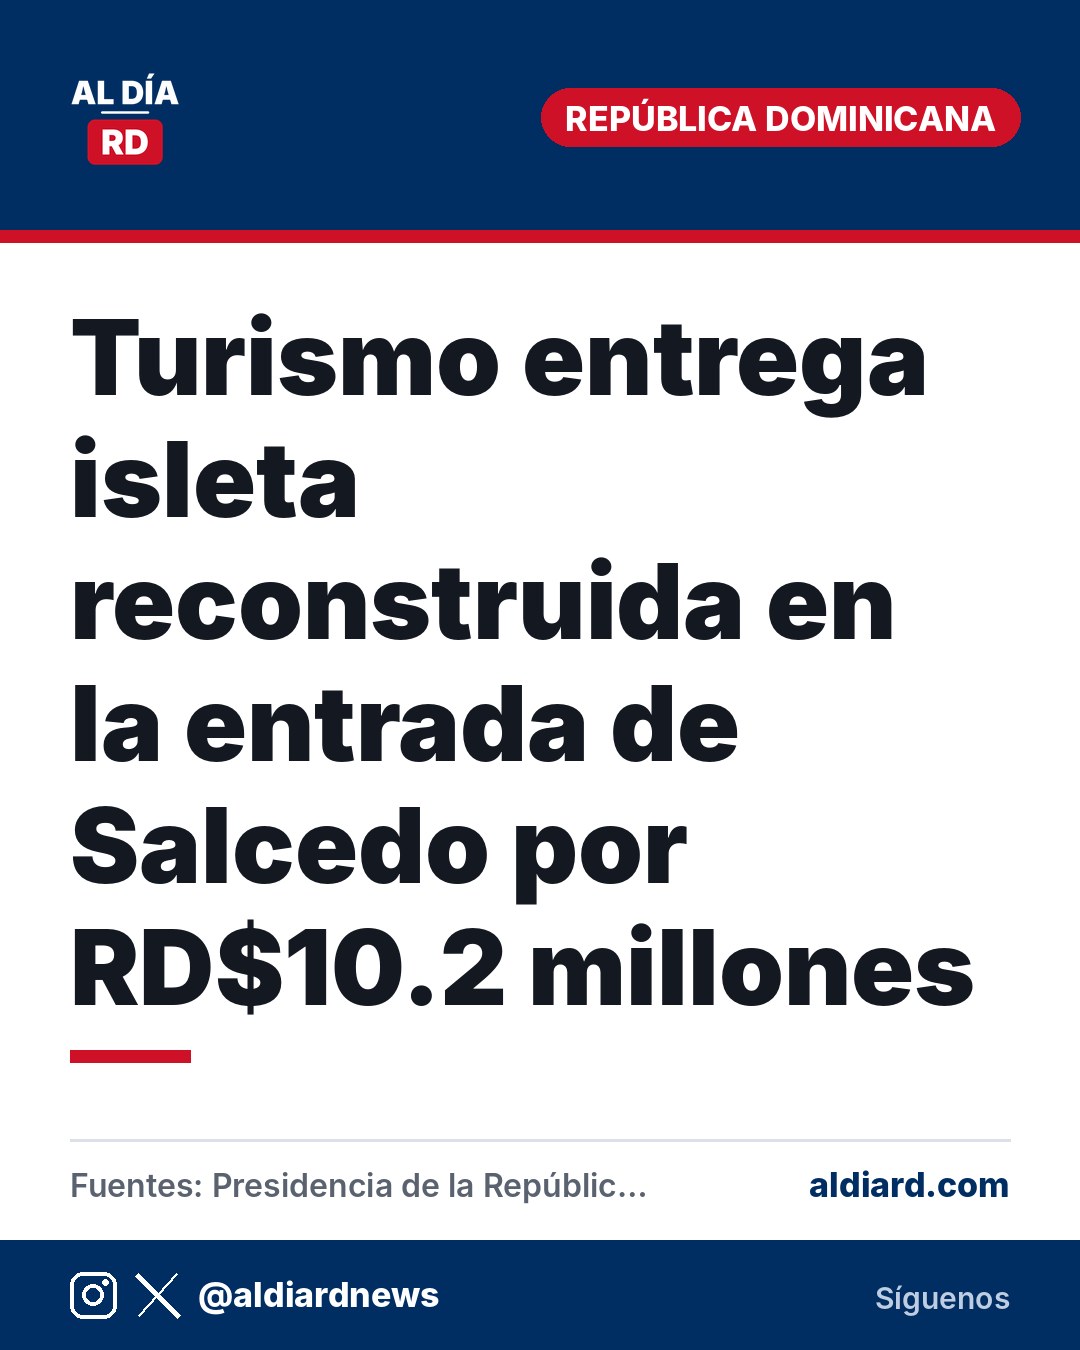 AL DÍA
RD
REPÚBLICA DOMINICANA
Turismo entrega
isleta
reconstruida en
la entrada de
Salcedo por
RD$10.2 millones
Fuentes: Presidencia de la Repúblic...
aldiard.com
@aldiardnews
Síguenos